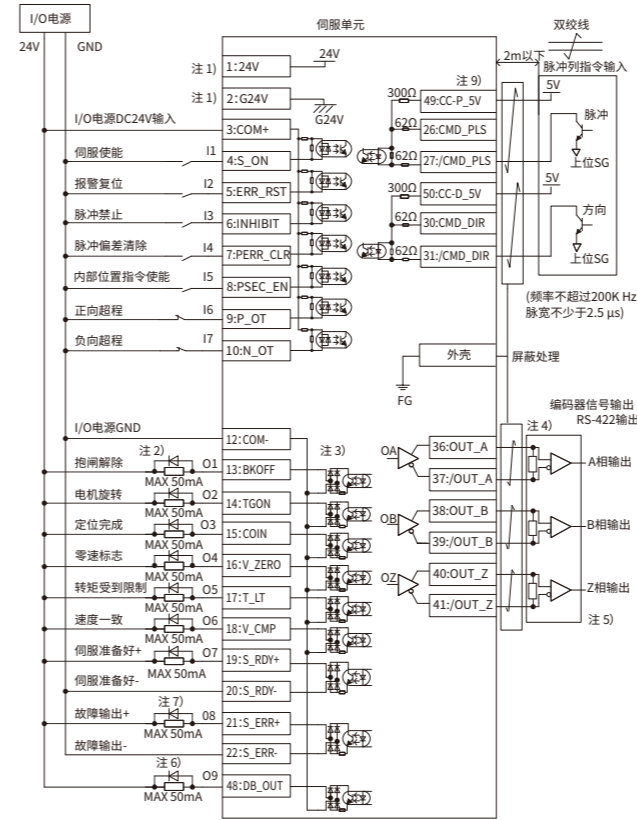 I/O电源
24V
GND
伺服单元
注 1)
1:24V
24V
注 1)
2:G24V
G24V
I/O电源DC24V输入
3:COM+
伺服使能
I1
4:S_ON
报警复位
I2
5:ERR_RST
脉冲禁止
I3
6:INHIBIT
脉冲偏差清除
I4
7:PERR_CLR
内部位置指令使能
I5
8:PSEC_EN
正向超程
I6
9:P_OT
负向超程
I7
10:N_OT
双绞线
2m以下
脉冲列指令输入
注 9)
300Ω
49:CC-P_5V
5V
62Ω
26:CMD_PLS
脉冲
62Ω
27:/CMD_PLS
上位SG
300Ω
50:CC-D_5V
5V
62Ω
30:CMD_DIR
方向
62Ω
31:/CMD_DIR
上位SG
(频率不超过200K Hz
脉宽不少于2.5 μs)
外壳
屏蔽处理
FG
I/O电源GND
12:COM-
注 2)
注 3)
抱闸解除
O1
13:BKOFF
MAX 50mA
电机旋转
O2
14:TGON
MAX 50mA
定位完成
O3
15:COIN
MAX 50mA
零速标志
O4
16:V_ZERO
MAX 50mA
转矩受到限制
O5
17:T_LT
MAX 50mA
速度一致
O6
18:V_CMP
MAX 50mA
伺服准备好+
O7
19:S_RDY+
MAX 50mA
伺服准备好-
20:S_RDY-
注 7)
故障输出+
08
21:S_ERR+
MAX 50mA
故障输出-
22:S_ERR-
注 6)
O9
48:DB_OUT
MAX 50mA
编码器信号输出
RS-422输出
注 4)
OA
36:OUT_A
37:/OUT_A
A相输出
OB
38:OUT_B
39:/OUT_B
B相输出
OZ
40:OUT_Z
41:/OUT_Z
Z相输出
注 5)